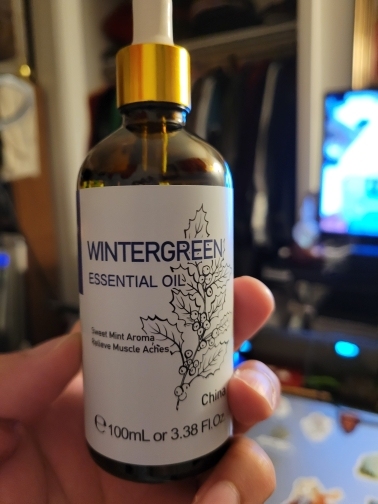 WINTERGREEN
ESSENTIAL OIL
Sweet Mint Aroma
Relieve Muscle Aches
China
℮100mL or 3.38 Fl.Oz